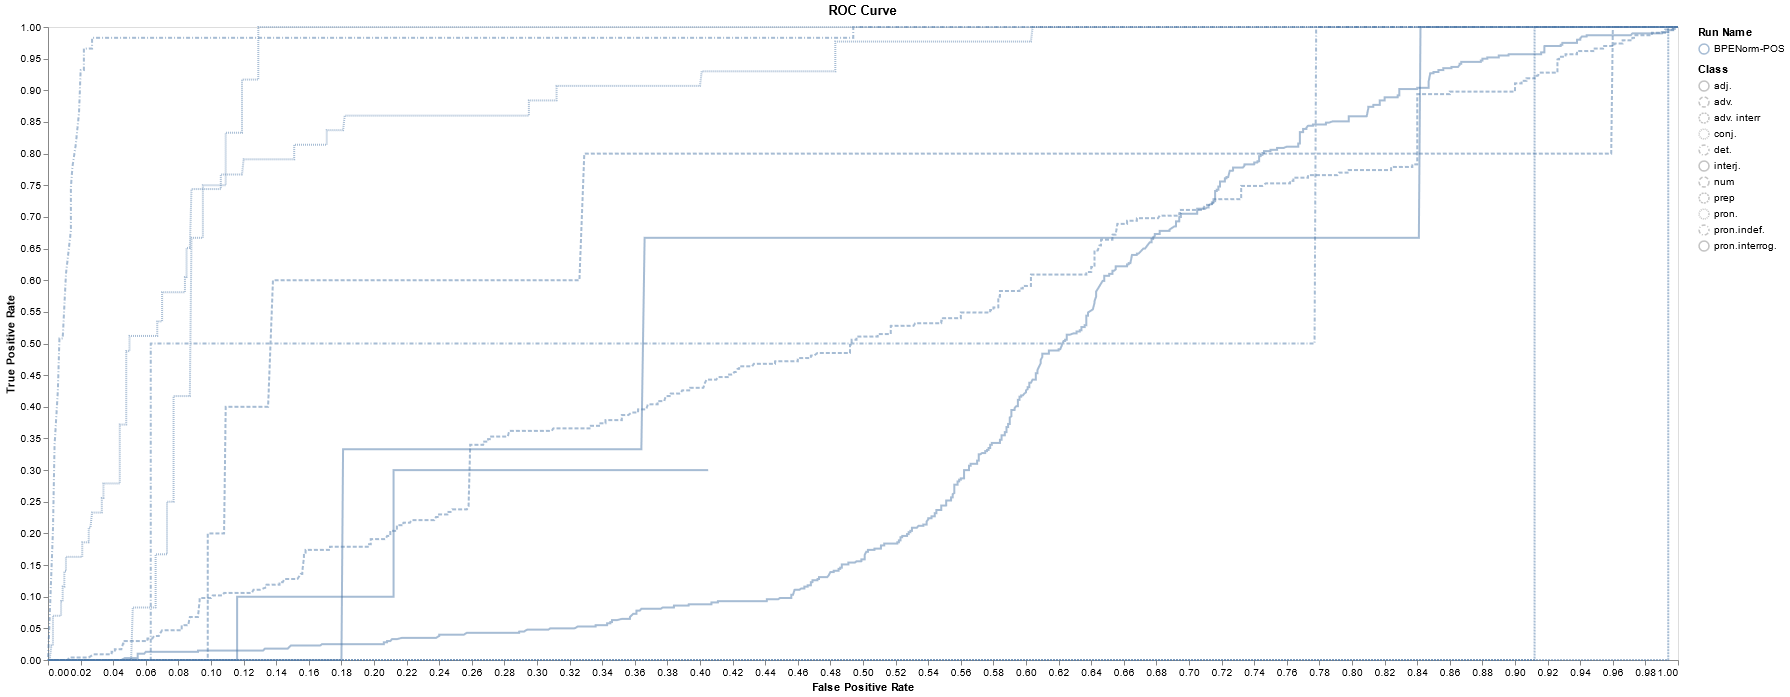 ROC Curve
1.00
0.95
0.90
0.85
0.80
0.75
0.70
0.65
0.60
0.55
0.50
0.45
0.40
0.35
0.30
0.25
0.20
0.15
0.10
0.05
0.00
True Positive Rate
0.00 0.02 0.04 0.06 0.08 0.10 0.12 0.14 0.16 0.18 0.20 0.22 0.24 0.26 0.28 0.30 0.32 0.34 0.36 0.38 0.40 0.42 0.44 0.46 0.48 0.50 0.52 0.54 0.56 0.58 0.60 0.62 0.64 0.66 0.68 0.70 0.72 0.74 0.76 0.78 0.80 0.82 0.84 0.86 0.88 0.90 0.92 0.94 0.96 0.98 1.00
False Positive Rate
Run Name
BPENorm-POS
Class
adj.
adv.
adv. interr
conj.
det.
interj.
num
prep
pron.
pron.indef.
pron.interrog.